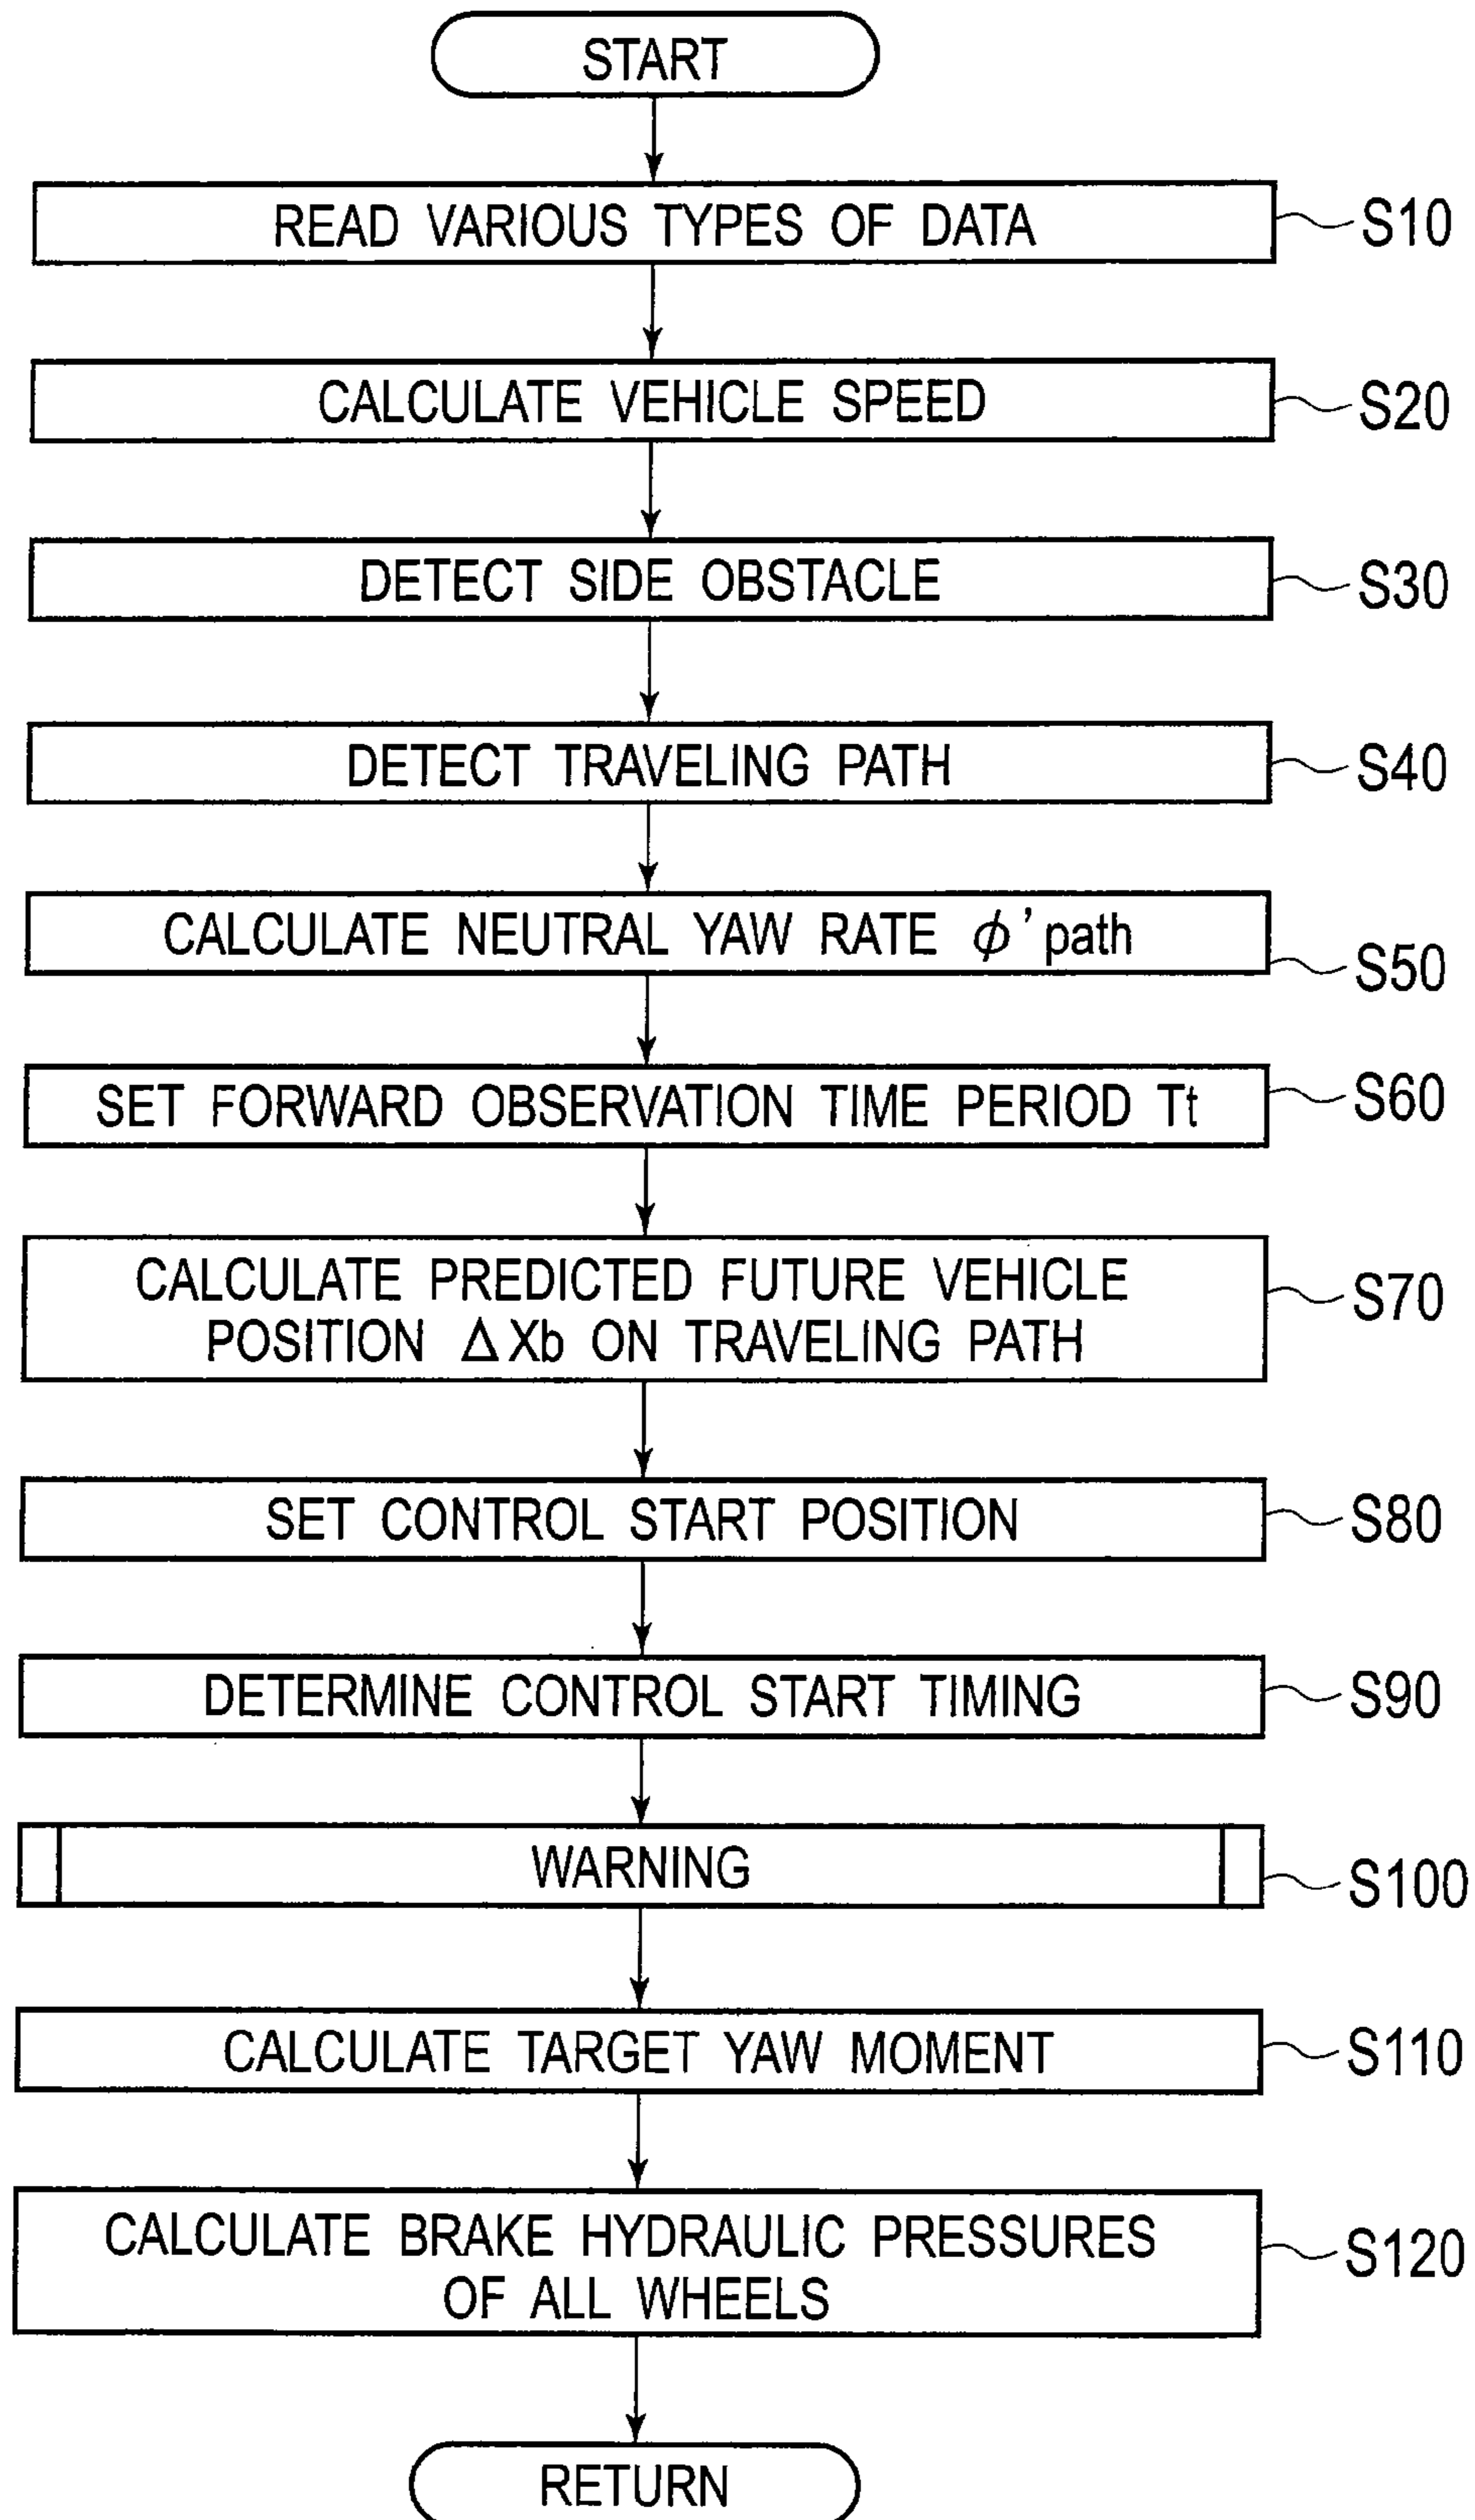 START
READ VARIOUS TYPES OF DATA S10
CALCULATE VEHICLE SPEED S20
DETECT SIDE OBSTACLE S30
DETECT TRAVELING PATH S40
CALCULATE NEUTRAL YAW RATE ϕ'path S50
SET FORWARD OBSERVATION TIME PERIOD Tt S60
CALCULATE PREDICTED FUTURE VEHICLE
POSITION ΔXb ON TRAVELING PATH S70
SET CONTROL START POSITION S80
DETERMINE CONTROL START TIMING S90
WARNING S100
CALCULATE TARGET YAW MOMENT S110
CALCULATE BRAKE HYDRAULIC PRESSURES
OF ALL WHEELS S120
RETURN